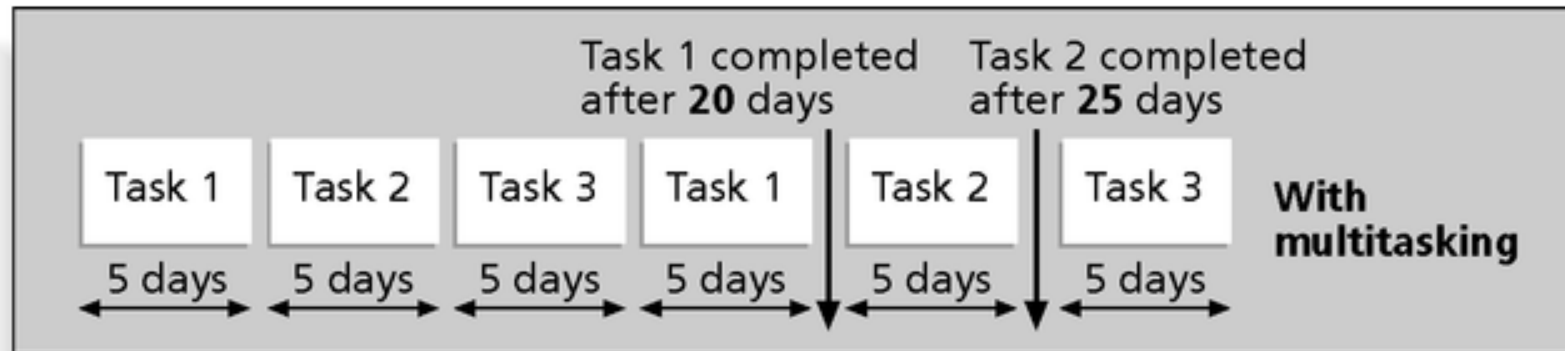 Task 1 completed
after 20 days
Task 2 completed
after 25 days
Task 1
Task 2
Task 3
Task 1
Task 2
Task 3
With
multitasking
5 days
5 days
5 days
5 days
5 days
5 days